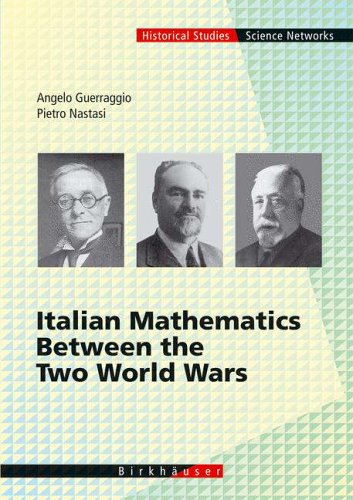 Historical Studies Science Networks
Angelo Guerraggio
Pietro Nastasi
Italian Mathematics
Between the
Two World Wars
Birkhäuser